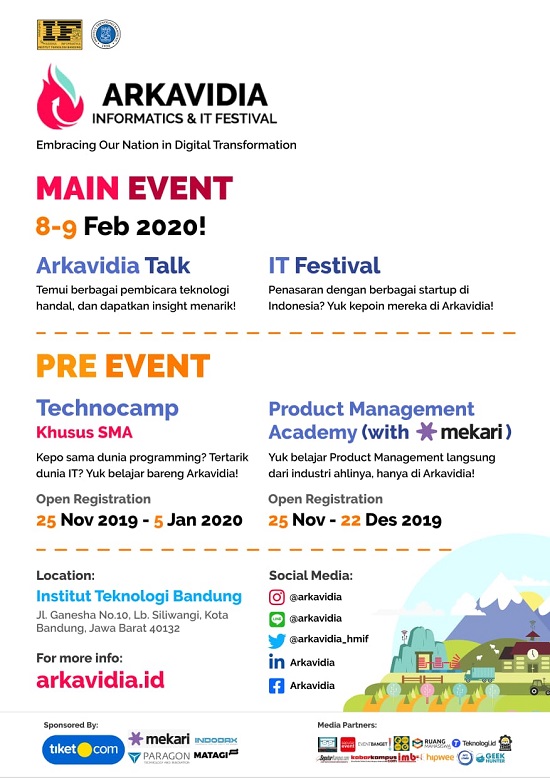 IF
ARKAVIDIA
INFORMATICS & IT FESTIVAL
Embracing Our Nation in Digital Transformation
MAIN EVENT
8-9 Feb 2020!
Arkavidia Talk
Temui berbagai pembicara teknologi
handal, dan dapatkan insight menarik!
IT Festival
Penasaran dengan berbagai startup di
Indonesia? Yuk kepoin mereka di Arkavidia!
PRE EVENT
Technocamp
Khusus SMA
Kepo sama dunia programming? Tertarik
dunia IT? Yuk belajar bareng Arkavidia!
Open Registration
25 Nov 2019 - 5 Jan 2020
Product Management
Academy (with mekari)
Yuk belajar Product Management langsung
dari industri ahlinya, hanya di Arkavidia!
Open Registration
25 Nov - 22 Des 2019
Location:
Institut Teknologi Bandung
Jl. Ganesha No.10, Lb. Siliwangi, Kota
Bandung, Jawa Barat 40132
For more info:
arkavidia.id
Social Media:
@arkavidia
LINE
@arkavidia
@arkavidia_hmif
in Arkavidia
Arkavidia
Sponsored By:
tiket.com
mekari
INDODAX
PARAGON
MATAGI
Media Partners:
EVENTBANGET
RUANG
MAHASISWA
Teknologi.id
kabarkampus
hipwee
GEEK
HUNTER